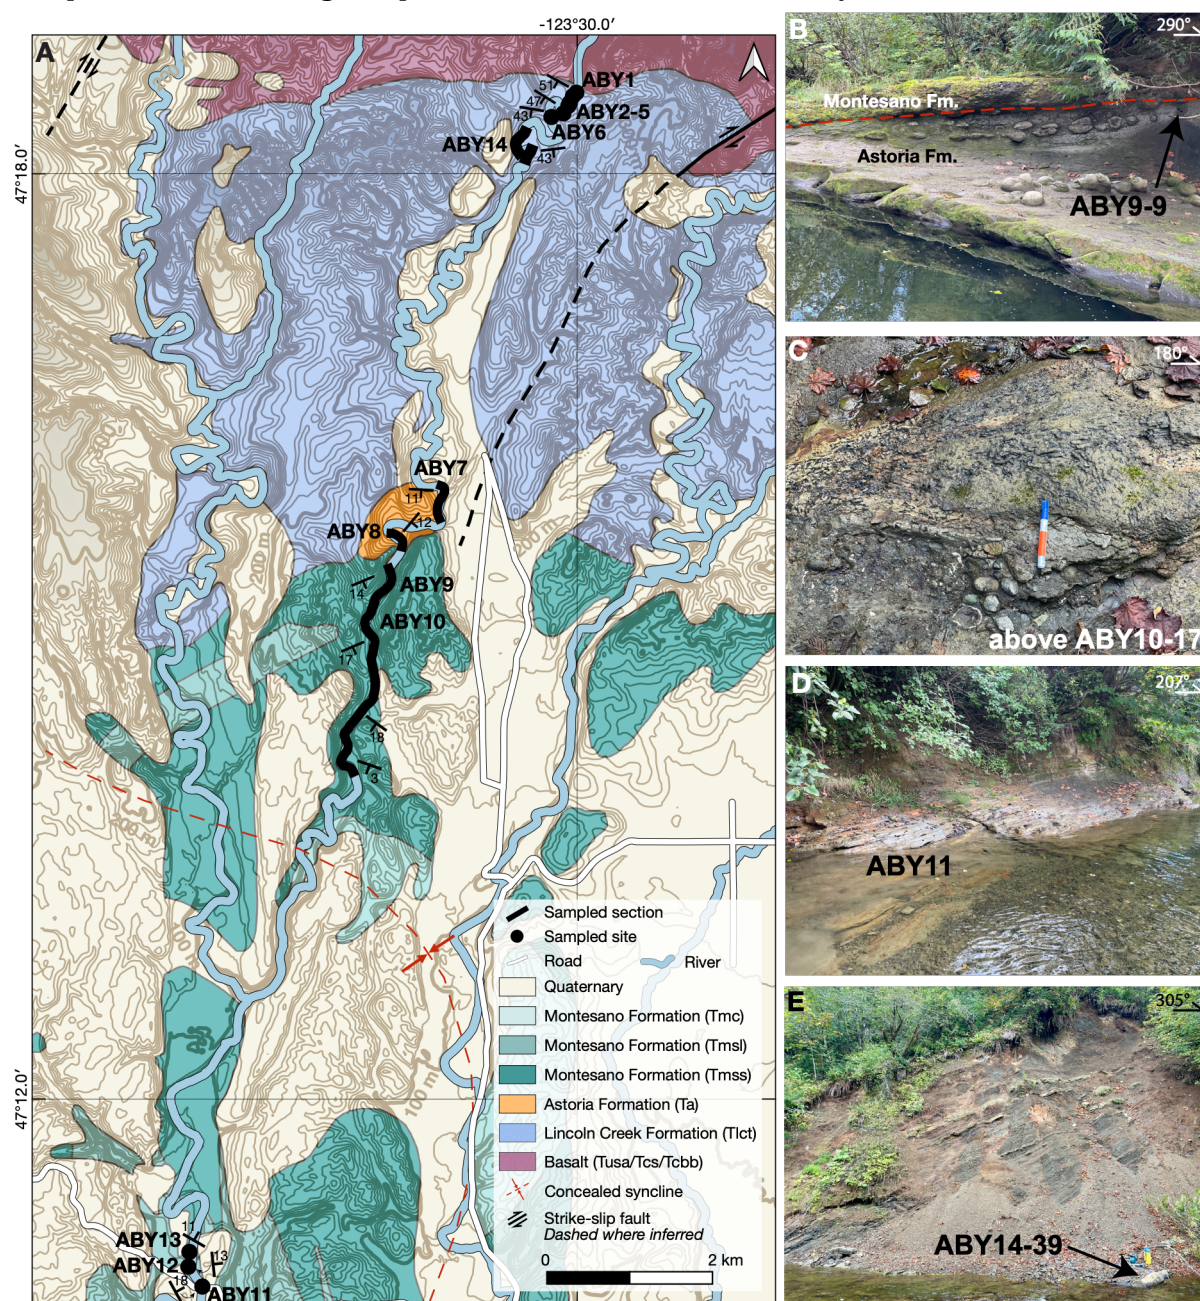 A
-123°30.0′
47°18.0′
51
ABY1
47
ABY2-5
43
ABY6
ABY14
43
ABY7
11
12
ABY8
ABY9
14
ABY10
17
18
3
200 m
100 m
47°12.0′
11
ABY13
13
ABY12
18
ABY11
Sampled section
Sampled site
Road
River
Quaternary
Montesano Formation (Tmc)
Montesano Formation (Tmsl)
Montesano Formation (Tmss)
Astoria Formation (Ta)
Lincoln Creek Formation (Tlct)
Basalt (Tusa/Tcs/Tcbb)
Concealed syncline
Strike-slip fault
Dashed where inferred
0
2 km
B
290°
Montesano Fm.
Astoria Fm.
ABY9-9
C
180°
above ABY10-17
D
207°
ABY11
E
305°
ABY14-39